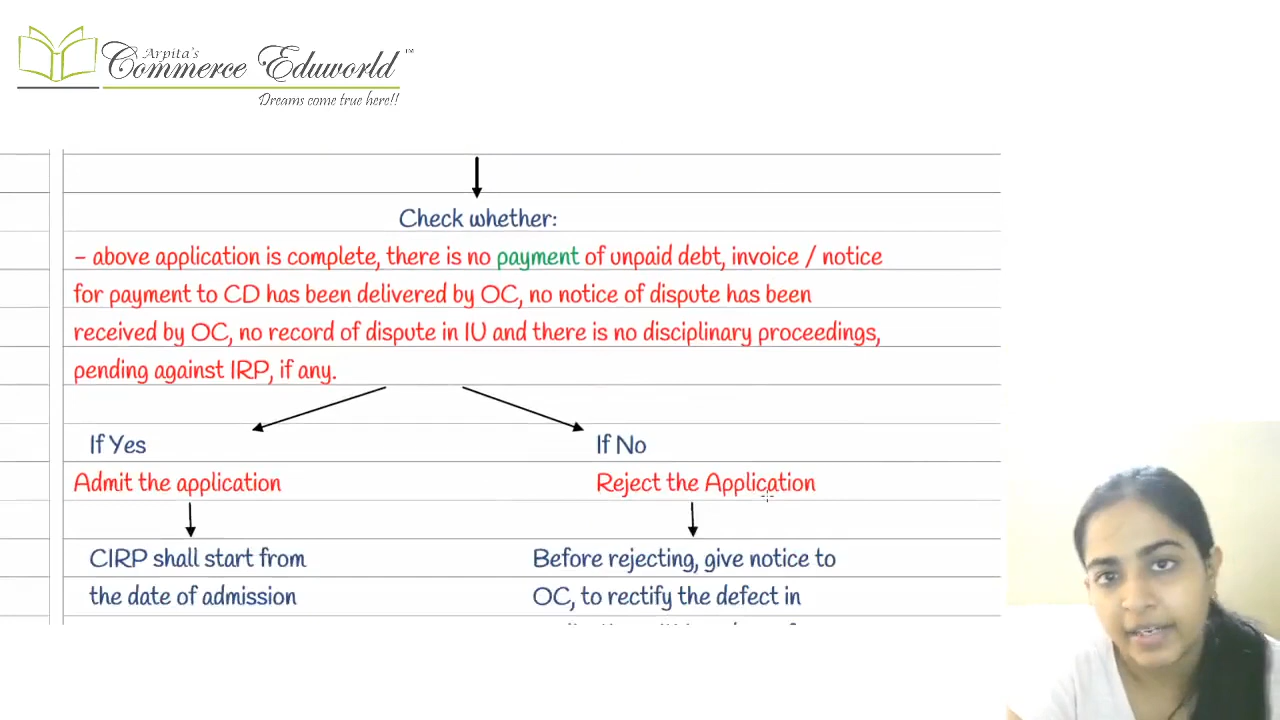 Arpita's
Commerce Eduworld™
Dreams come true here!!
Check whether:
- above application is complete, there is no payment of unpaid debt, invoice / notice
for payment to CD has been delivered by OC, no notice of dispute has been
received by OC, no record of dispute in IU and there is no disciplinary proceedings,
pending against IRP, if any.
If Yes
If No
Admit the application
Reject the Application
CIRP shall start from
Before rejecting, give notice to
the date of admission
OC, to rectify the defect in